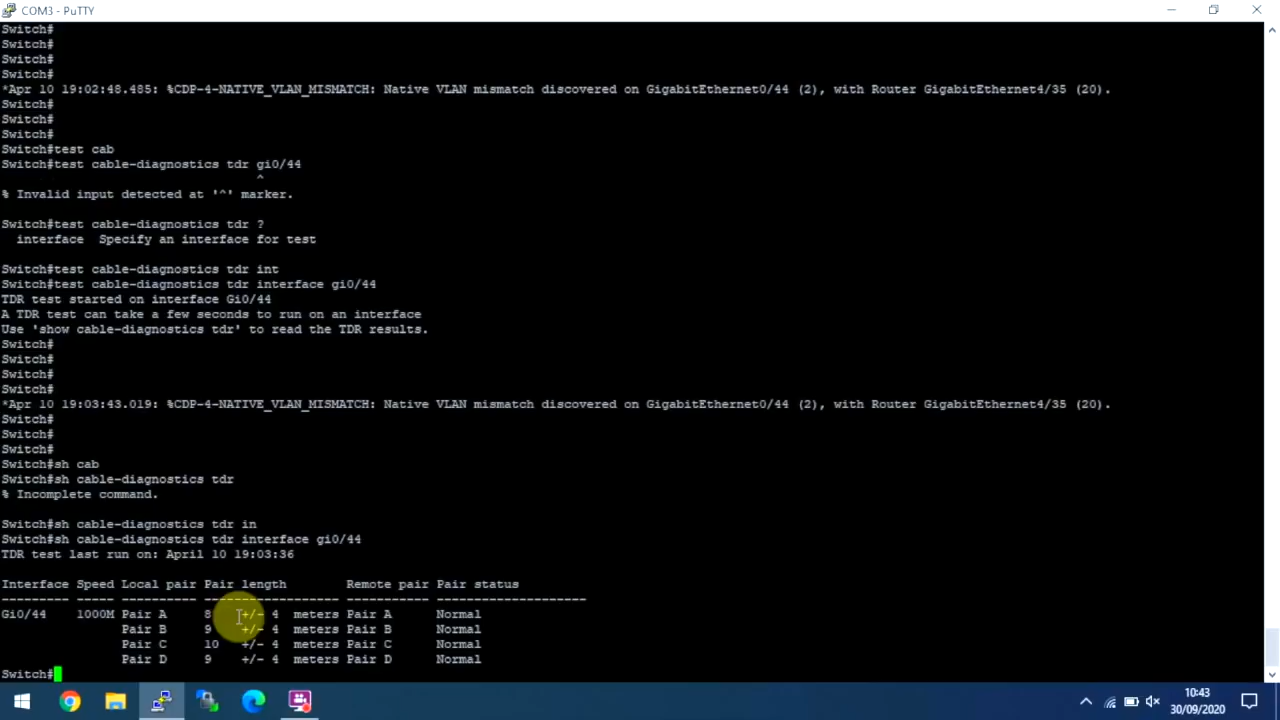 COM3 - PuTTY
Switch#
Switch#
Switch#
Switch#
*Apr 10 19:02:48.485: %CDP-4-NATIVE_VLAN_MISMATCH: Native VLAN mismatch discovered on GigabitEthernet0/44 (2), with Router GigabitEthernet4/35 (20).
Switch#
Switch#
Switch#
Switch#test cab
Switch#test cable-diagnostics tdr gi0/44
^
% Invalid input detected at '^' marker.
Switch#test cable-diagnostics tdr ?
interface  Specify an interface for test
Switch#test cable-diagnostics tdr int
Switch#test cable-diagnostics tdr interface gi0/44
TDR test started on interface Gi0/44
A TDR test can take a few seconds to run on an interface
Use 'show cable-diagnostics tdr' to read the TDR results.
Switch#
Switch#
Switch#
Switch#
*Apr 10 19:03:43.019: %CDP-4-NATIVE_VLAN_MISMATCH: Native VLAN mismatch discovered on GigabitEthernet0/44 (2), with Router GigabitEthernet4/35 (20).
Switch#
Switch#
Switch#
Switch#sh cab
Switch#sh cable-diagnostics tdr
% Incomplete command.
Switch#sh cable-diagnostics tdr in
Switch#sh cable-diagnostics tdr interface gi0/44
TDR test last run on: April 10 19:03:36
Interface Speed Local pair Pair length        Remote pair Pair status
--------- ----- ---------- ------------------ ----------- --------------------
Gi0/44    1000M Pair A     8    +/- 4  meters Pair A      Normal
Pair B     9    +/- 4  meters Pair B      Normal
Pair C     10   +/- 4  meters Pair C      Normal
Pair D     9    +/- 4  meters Pair D      Normal
Switch#
10:43
30/09/2020